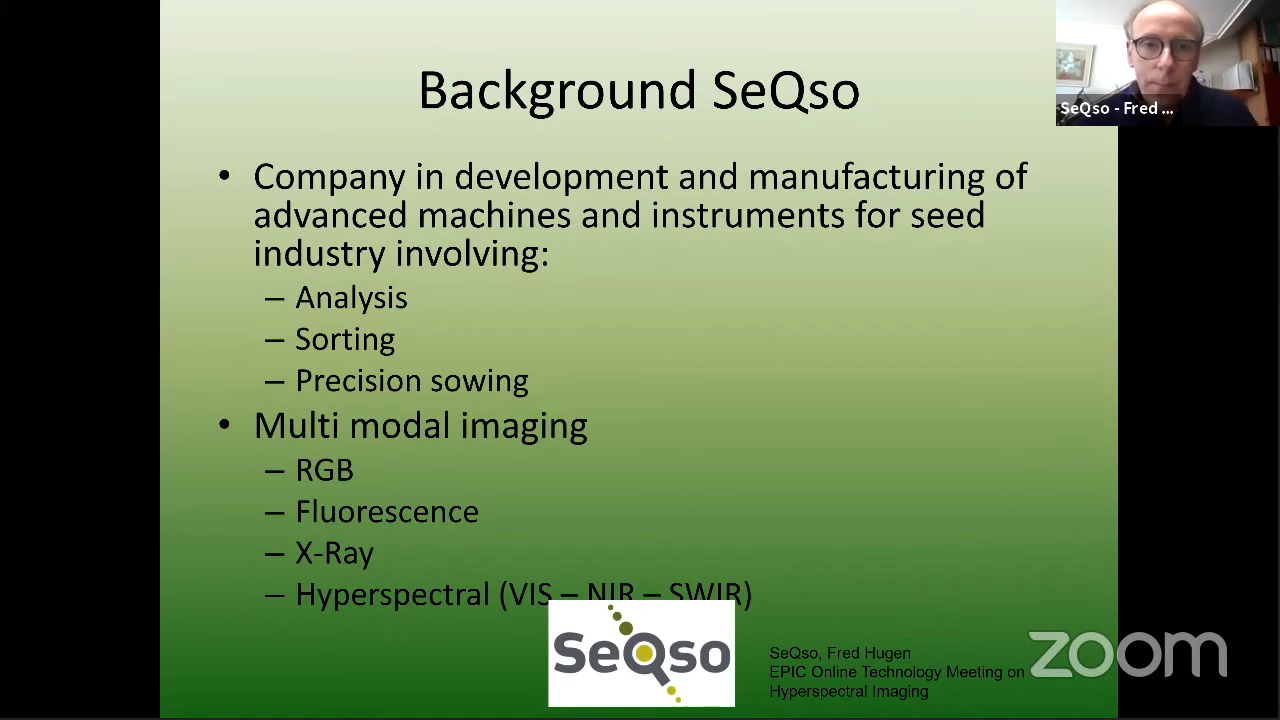 Background SeQso
SeQso - Fred ...
• Company in development and manufacturing of
advanced machines and instruments for seed
industry involving:
– Analysis
– Sorting
– Precision sowing
• Multi modal imaging
– RGB
– Fluorescence
– X-Ray
– Hyperspectral (VIS – NIR – SWIR)
SeQso
SeQso, Fred Hugen
EPIC Online Technology Meeting on
Hyperspectral Imaging
zoom